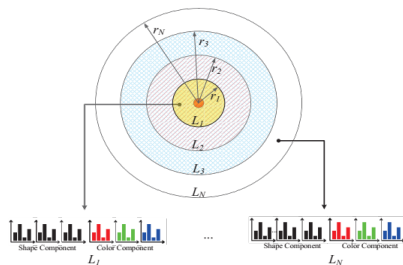 r_N
r_3
r_2
r_1
L_1
L_2
L_3
L_N
Shape Component Color Component
...
Shape Component Color Component
L_1
L_N